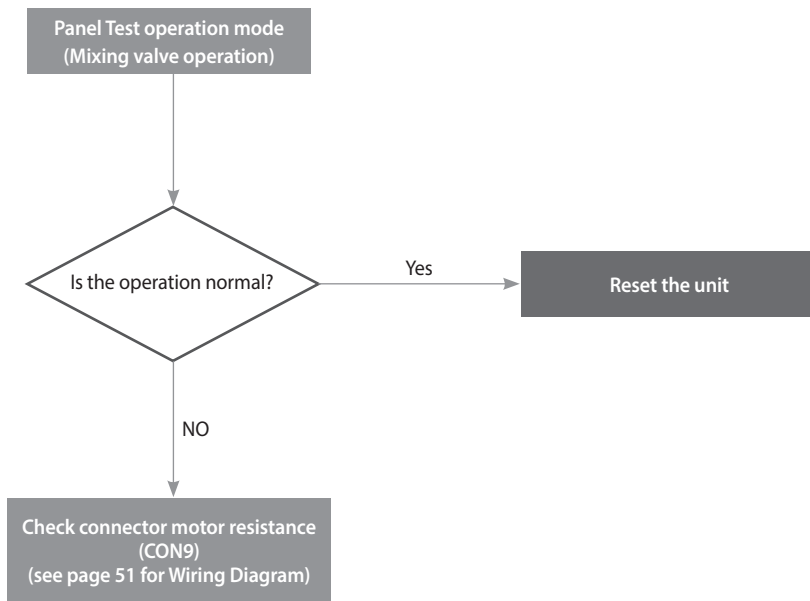 Panel Test operation mode
(Mixing valve operation)
Is the operation normal?
Yes
Reset the unit
NO
Check connector motor resistance
(CON9)
(see page 51 for Wiring Diagram)